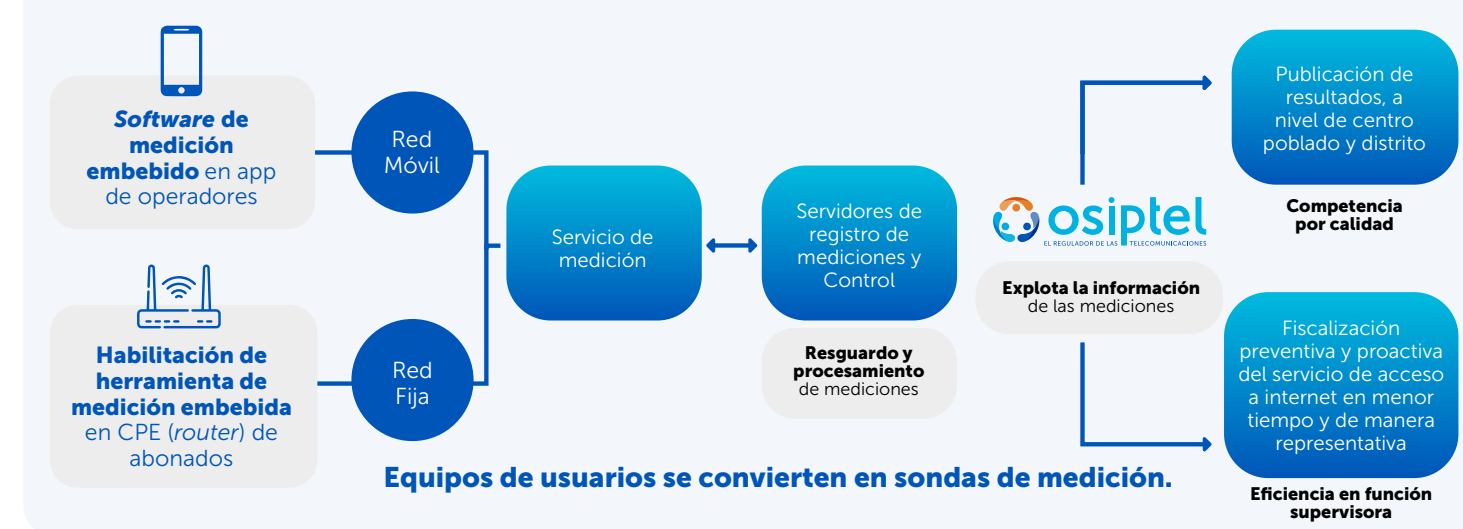 Software de
medición
embebido en app
de operadores
Red
Móvil
Habilitación de
herramienta de
medición embebida
en CPE (router) de
abonados
Red
Fija
Servicio de
medición
Servidores de
registro de
mediciones y
Control
Resguardo y
procesamiento
de mediciones
osiptel
EL REGULADOR DE LAS TELECOMUNICACIONES
Explota la información
de las mediciones
Publicación de
resultados, a
nivel de centro
poblado y distrito
Competencia
por calidad
Fiscalización
preventiva y proactiva
del servicio de acceso
a internet en menor
tiempo y de manera
representativa
Eficiencia en función
supervisora
Equipos de usuarios se convierten en sondas de medición.